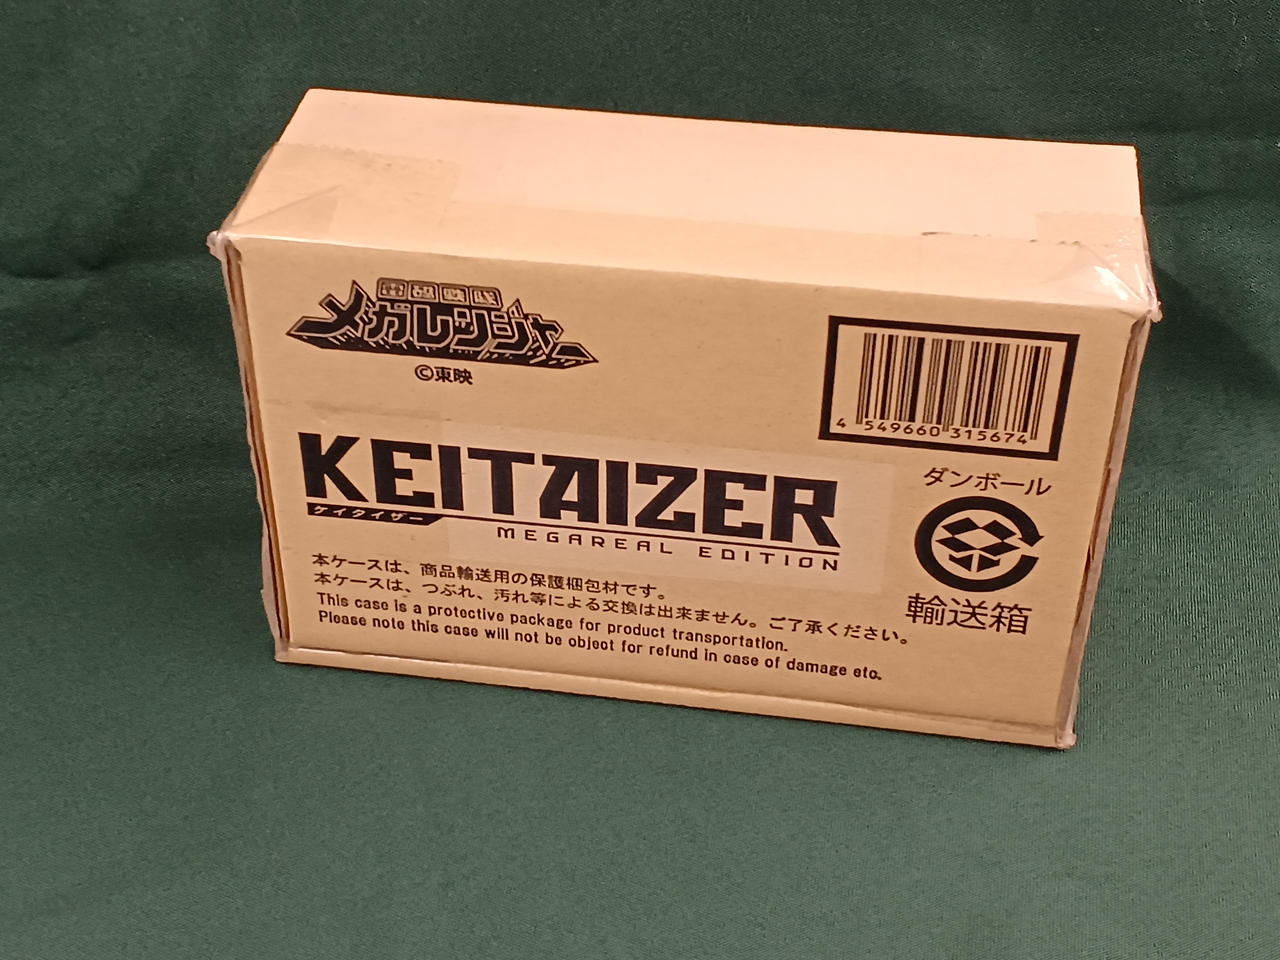 電磁戦隊
メガレンジャー
©東映
4 549660 315674
ダンボール
輸送箱
KEITAIZER
ケイタイザー
MEGAREAL EDITION
本ケースは、商品輸送用の保護梱包材です。
本ケースは、つぶれ、汚れ等による交換は出来ません。ご了承ください。
This case is a protective package for product transportation.
Please note this case will not be object for refund in case of damage etc.